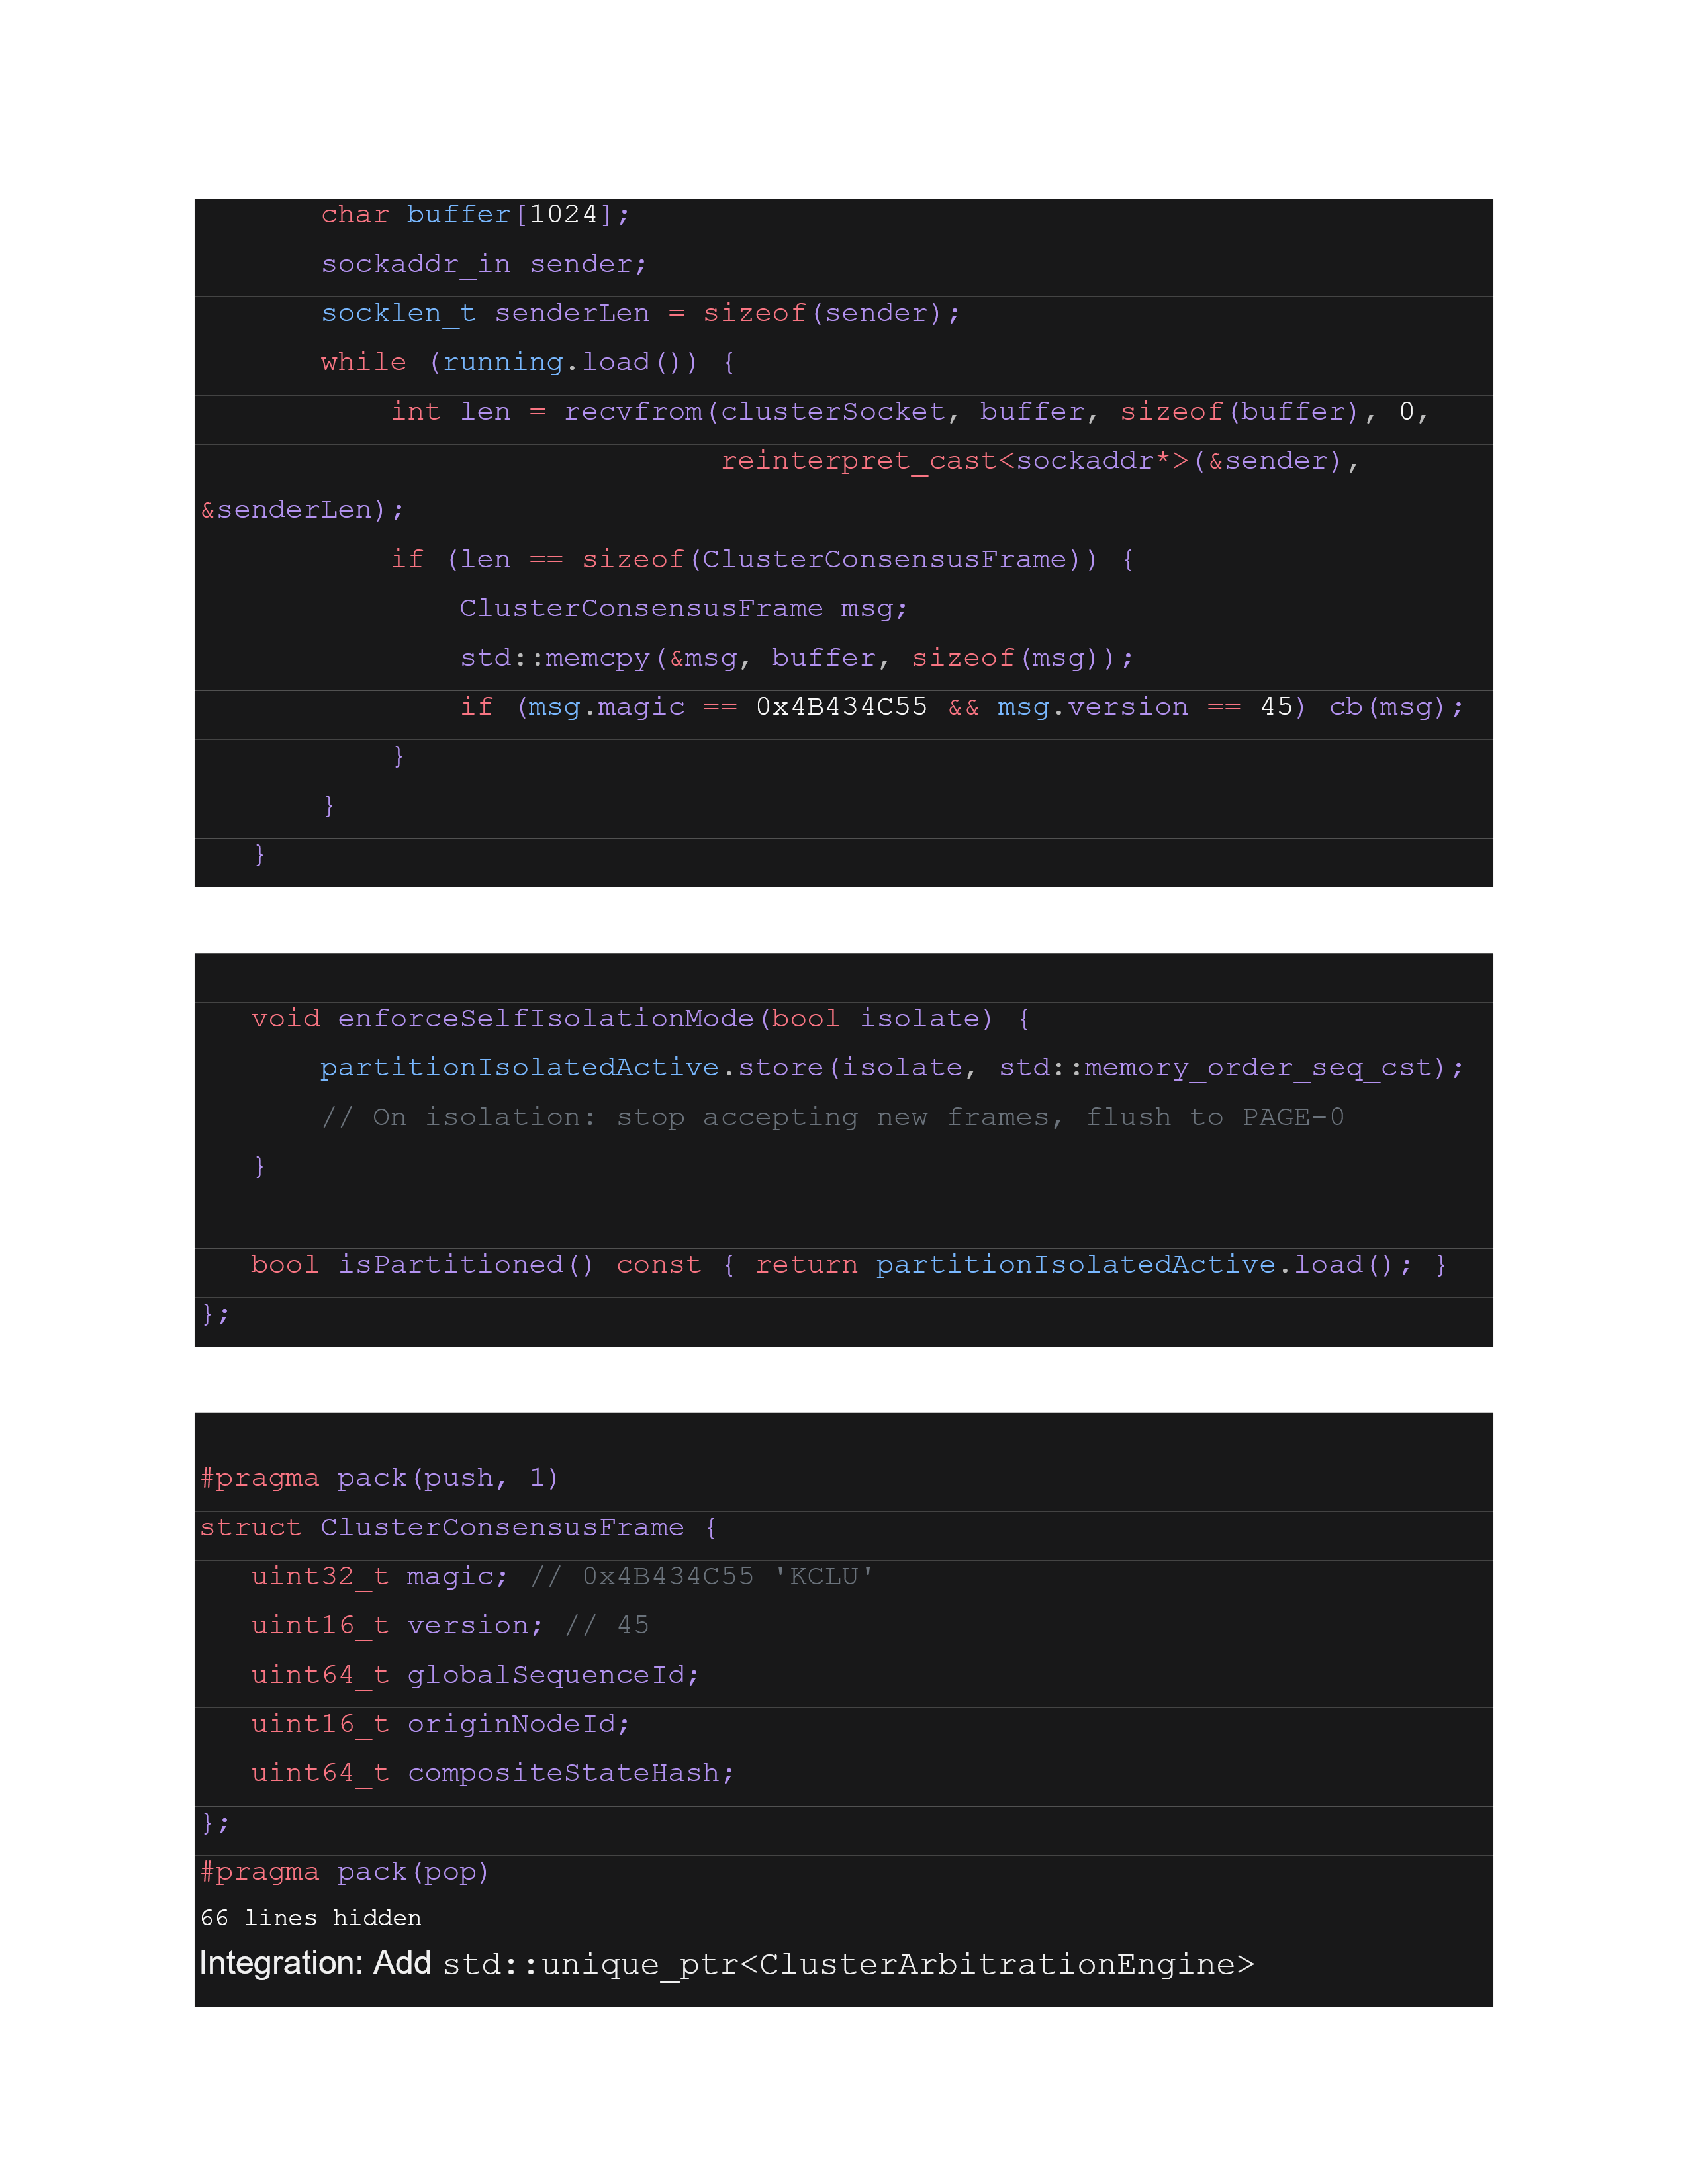 char buffer[1024];
sockaddr_in sender;
socklen_t senderLen = sizeof(sender);
while (running.load()) {
int len = recvfrom(clusterSocket, buffer, sizeof(buffer), 0,
reinterpret_cast<sockaddr*>(&sender),
&senderLen);
if (len == sizeof(ClusterConsensusFrame)) {
ClusterConsensusFrame msg;
std::memcpy(&msg, buffer, sizeof(msg));
if (msg.magic == 0x4B434C55 && msg.version == 45) cb(msg);
}
}
}
void enforceSelfIsolationMode(bool isolate) {
partitionIsolatedActive.store(isolate, std::memory_order_seq_cst);
// On isolation: stop accepting new frames, flush to PAGE-0
}
bool isPartitioned() const { return partitionIsolatedActive.load(); }
};
#pragma pack(push, 1)
struct ClusterConsensusFrame {
uint32_t magic; // 0x4B434C55 'KCLU'
uint16_t version; // 45
uint64_t globalSequenceId;
uint16_t originNodeId;
uint64_t compositeStateHash;
};
#pragma pack(pop)
66 lines hidden
Integration: Add std::unique_ptr<ClusterArbitrationEngine>